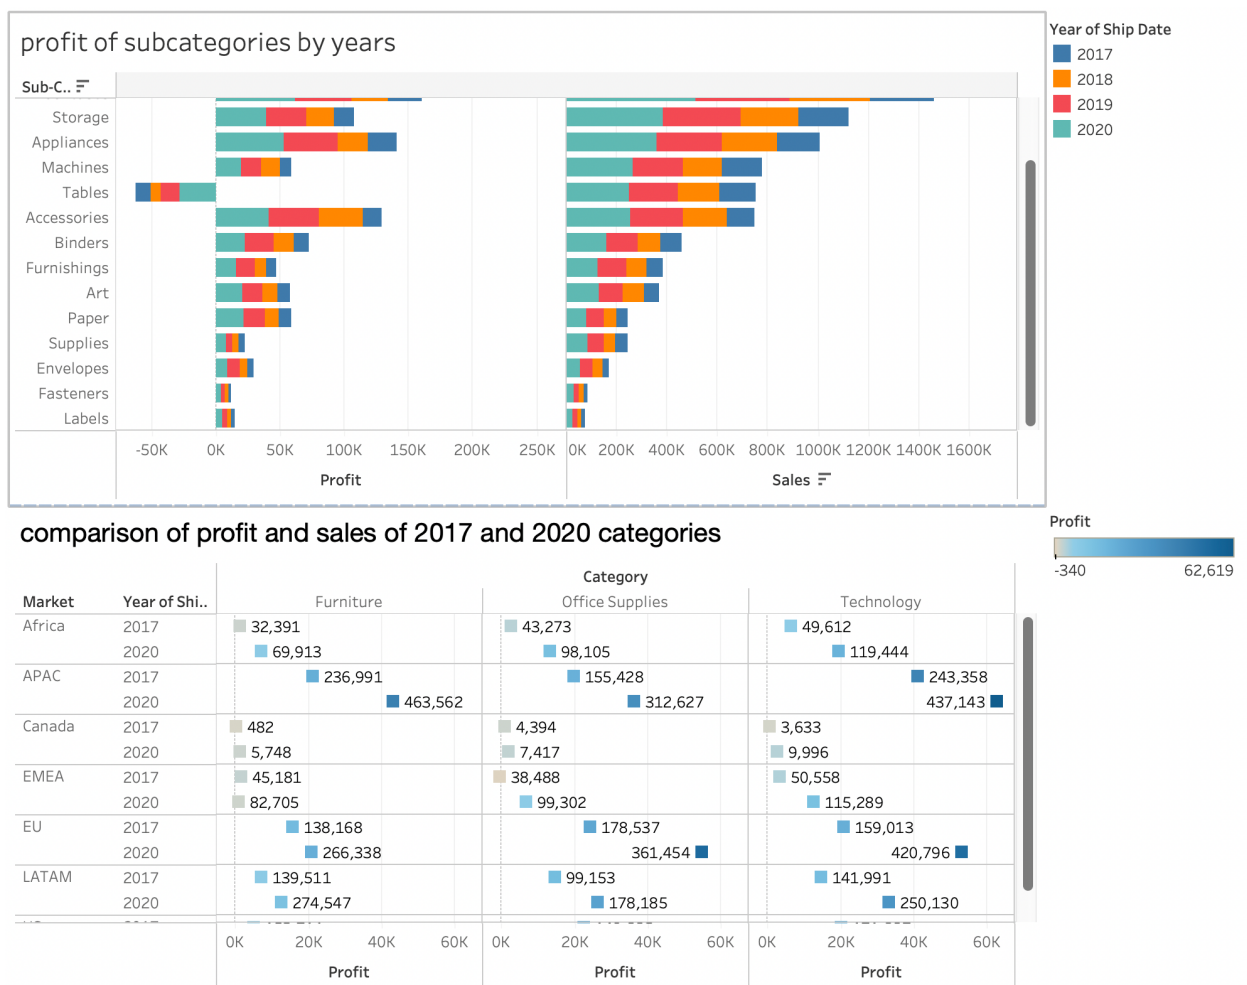 profit of subcategories by years
Year of Ship Date
2017
2018
2019
2020
Sub-C..
Storage
Appliances
Machines
Tables
Accessories
Binders
Furnishings
Art
Paper
Supplies
Envelopes
Fasteners
Labels
-50K 0K 50K 100K 150K 200K 250K 0K 200K 400K 600K 800K 1000K 1200K 1400K 1600K
Profit Sales
comparison of profit and sales of 2017 and 2020 categories
Profit
-340 62,619
Category
Market Year of Shi.. Furniture Office Supplies Technology
Africa 2017 32,391 43,273 49,612
2020 69,913 98,105 119,444
APAC 2017 236,991 155,428 243,358
2020 463,562 312,627 437,143
Canada 2017 482 4,394 3,633
2020 5,748 7,417 9,996
EMEA 2017 45,181 38,488 50,558
2020 82,705 99,302 115,289
EU 2017 138,168 178,537 159,013
2020 266,338 361,454 420,796
LATAM 2017 139,511 99,153 141,991
2020 274,547 178,185 250,130
0K 20K 40K 60K 0K 20K 40K 60K 0K 20K 40K 60K
Profit Profit Profit